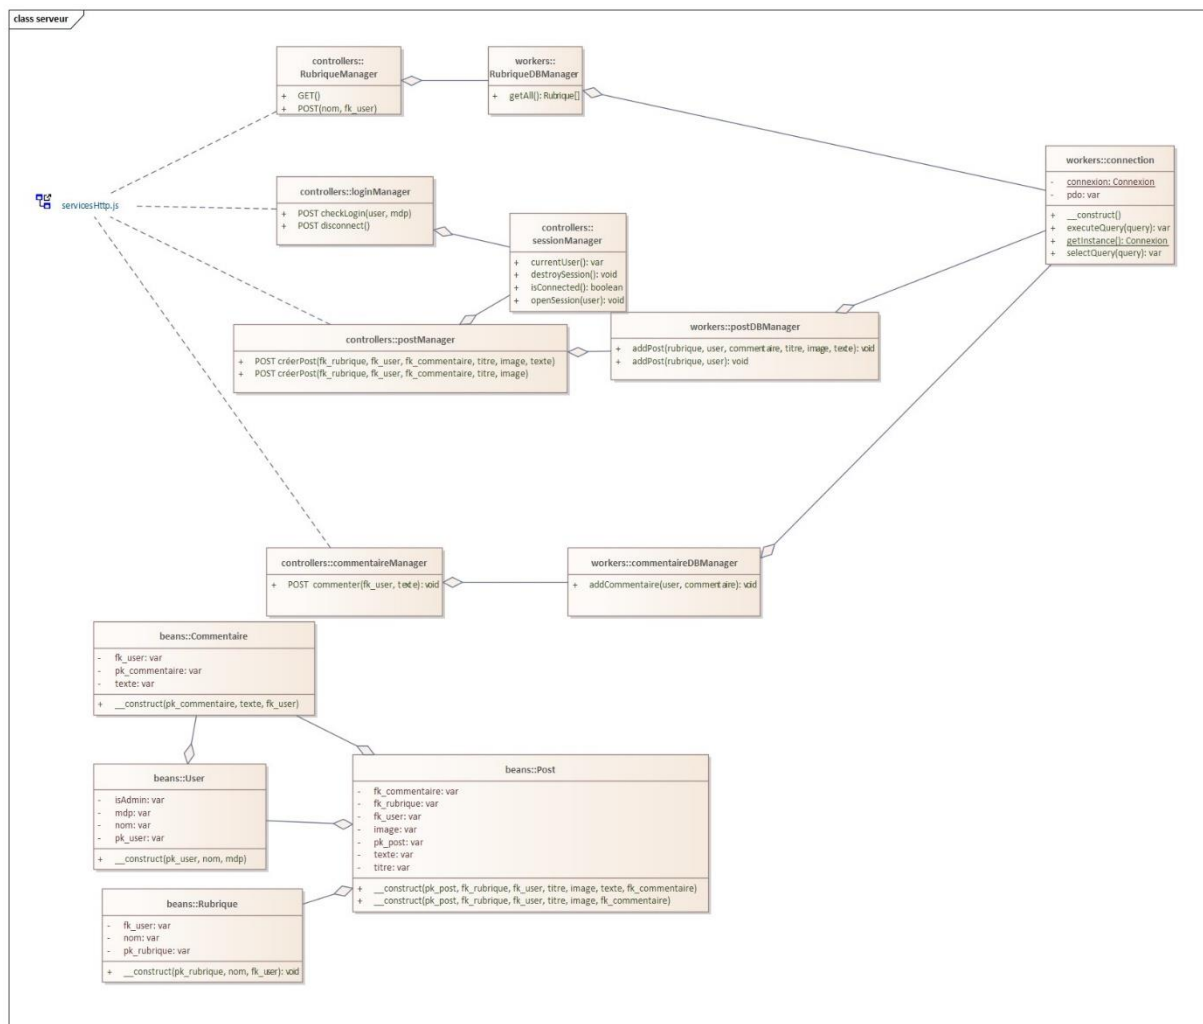 class serveur
controllers::
RubriqueManager
+ GET()
+ POST(nom, fk_user)
workers::
RubriqueDBManager
+ getAll(): Rubrique[]
workers::connection
- connexion: Connexion
- pdo: var
+ __construct()
+ executeQuery(query): var
+ getInstance(): Connexion
+ selectQuery(query): var
servicesHttp.js
controllers::loginManager
+ POST checkLogin(user, mdp)
+ POST disconnect()
controllers::
sessionManager
+ currentUser(): var
+ destroySession(): void
+ isConnected(): boolean
+ openSession(user): void
controllers::postManager
+ POST créerPost(fk_rubrique, fk_user, fk_commentaire, titre, image, texte)
+ POST créerPost(fk_rubrique, fk_user, fk_commentaire, titre, image)
workers::postDBManager
+ addPost(rubrique, user, commentaire, titre, image, texte): void
+ addPost(rubrique, user): void
controllers::commentaireManager
+ POST commenter(fk_user, texte): void
workers::commentaireDBManager
+ addCommentaire(user, commentaire): void
beans::Commentaire
- fk_user: var
- pk_commentaire: var
- texte: var
+ __construct(pk_commentaire, texte, fk_user)
beans::User
- isAdmin: var
- mdp: var
- nom: var
- pk_user: var
+ __construct(pk_user, nom, mdp)
beans::Post
- fk_commentaire: var
- fk_rubrique: var
- fk_user: var
- image: var
- pk_post: var
- texte: var
- titre: var
+ __construct(pk_post, fk_rubrique, fk_user, titre, image, texte, fk_commentaire)
+ __construct(pk_post, fk_rubrique, fk_user, titre, image, fk_commentaire)
beans::Rubrique
- fk_user: var
- nom: var
- pk_rubrique: var
+ __construct(pk_rubrique, nom, fk_user): void